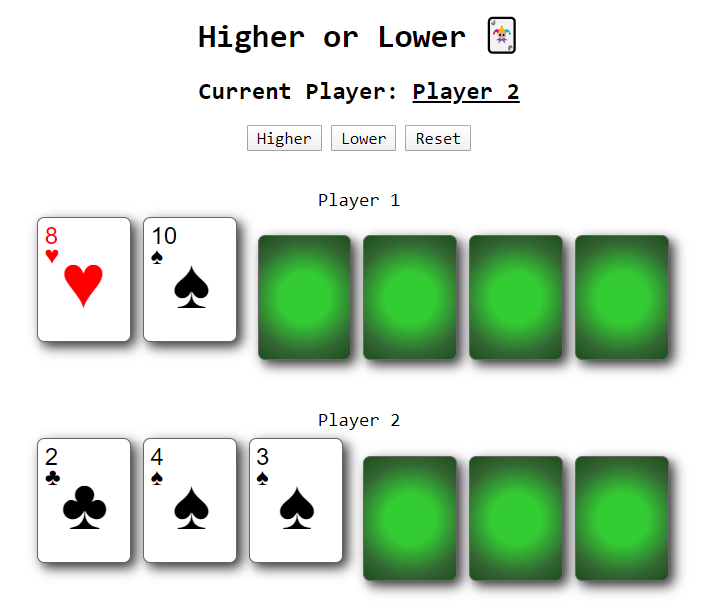 Higher or Lower 🃏
Current Player: Player 2
Higher Lower Reset
Player 1
8 10
Player 2
2 4 3